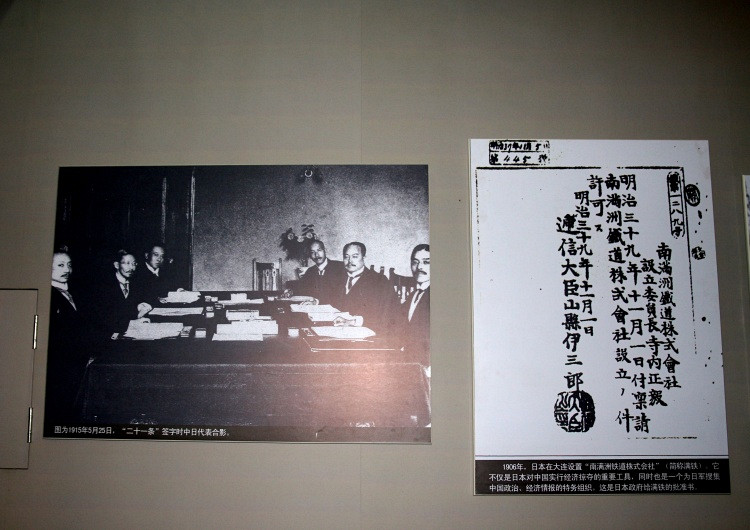 图为1915年5月25日，“二十一条”签字时中日代表合影。
第 445 号
第一二八九号
南滿洲鐵道株式會社
設立委員長寺内正毅
明治三十九年十一月一日付稟請
南滿洲鐵道株式會社設立ノ件
許可ス
明治三十九年十一月一日
遞信大臣山縣伊三郎
1906年，日本在大连设置“南满洲铁道株式会社”（简称满铁），它
不仅是日本对中国实行经济掠夺的重要工具，同时也是一个为日军搜集
中国政治、经济情报的特务组织。这是日本政府给满铁的批准书。